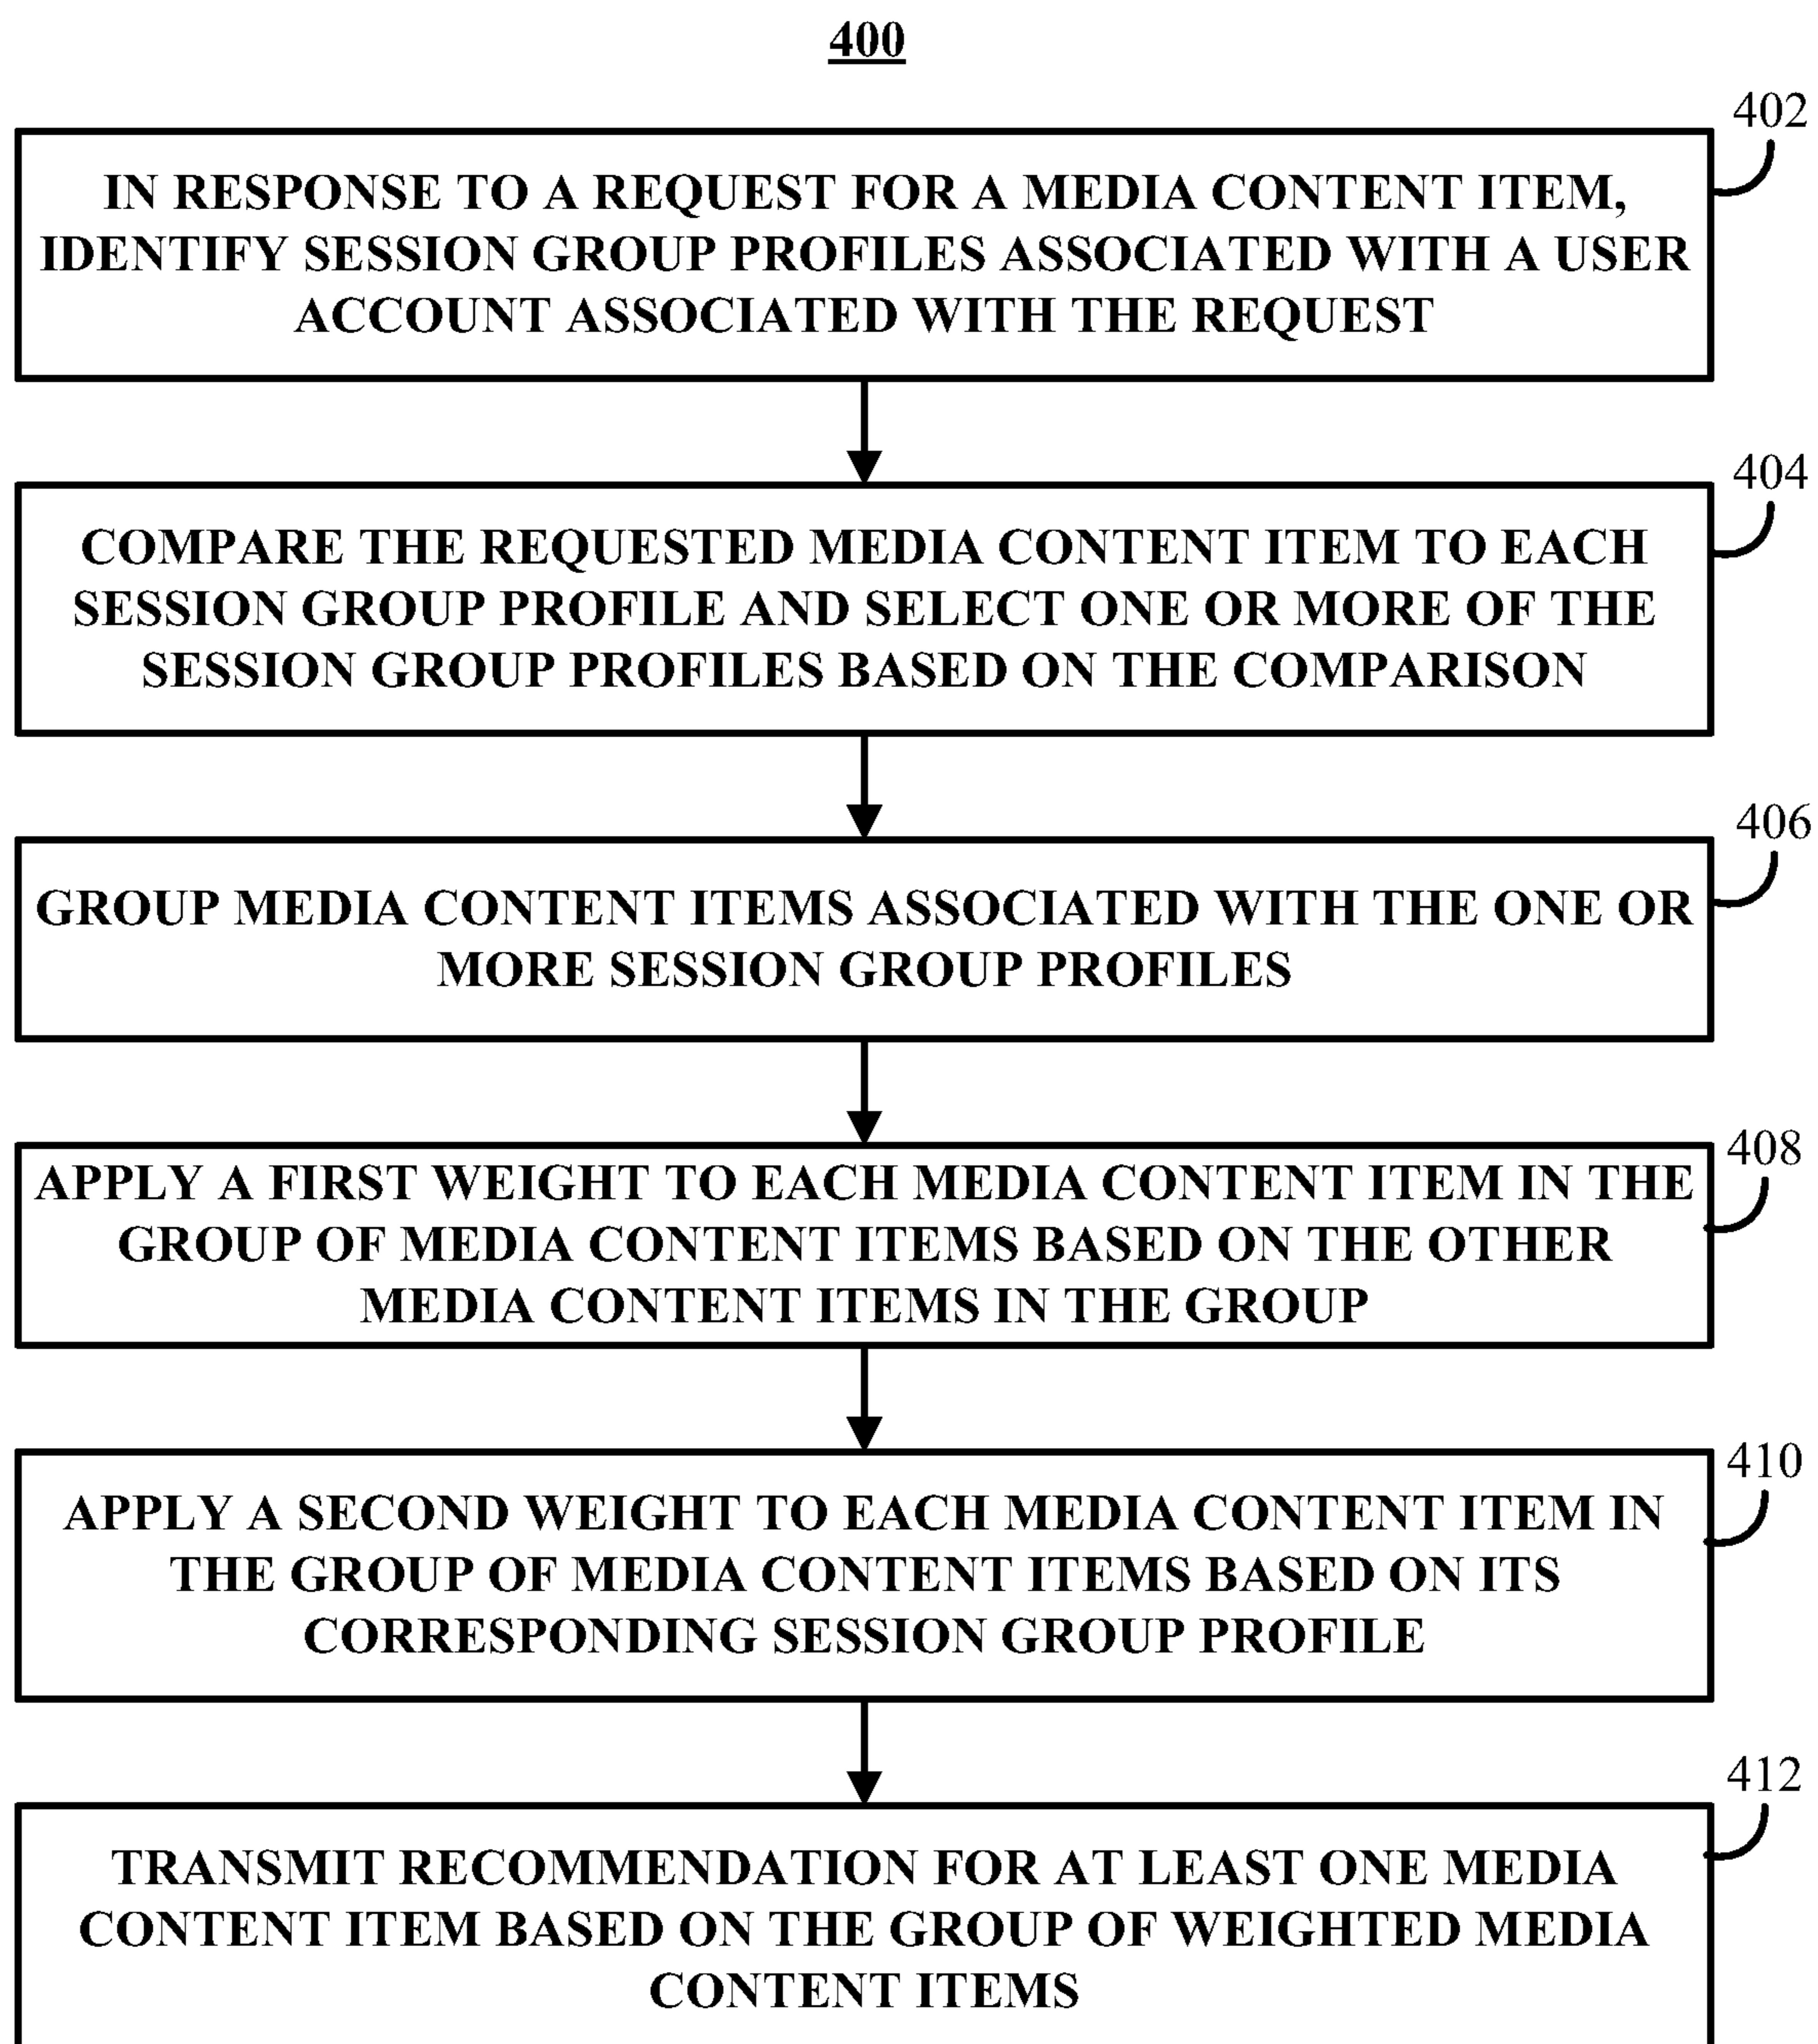 400
402
IN RESPONSE TO A REQUEST FOR A MEDIA CONTENT ITEM,
IDENTIFY SESSION GROUP PROFILES ASSOCIATED WITH A USER
ACCOUNT ASSOCIATED WITH THE REQUEST
404
COMPARE THE REQUESTED MEDIA CONTENT ITEM TO EACH
SESSION GROUP PROFILE AND SELECT ONE OR MORE OF THE
SESSION GROUP PROFILES BASED ON THE COMPARISON
406
GROUP MEDIA CONTENT ITEMS ASSOCIATED WITH THE ONE OR
MORE SESSION GROUP PROFILES
408
APPLY A FIRST WEIGHT TO EACH MEDIA CONTENT ITEM IN THE
GROUP OF MEDIA CONTENT ITEMS BASED ON THE OTHER
MEDIA CONTENT ITEMS IN THE GROUP
410
APPLY A SECOND WEIGHT TO EACH MEDIA CONTENT ITEM IN
THE GROUP OF MEDIA CONTENT ITEMS BASED ON ITS
CORRESPONDING SESSION GROUP PROFILE
412
TRANSMIT RECOMMENDATION FOR AT LEAST ONE MEDIA
CONTENT ITEM BASED ON THE GROUP OF WEIGHTED MEDIA
CONTENT ITEMS